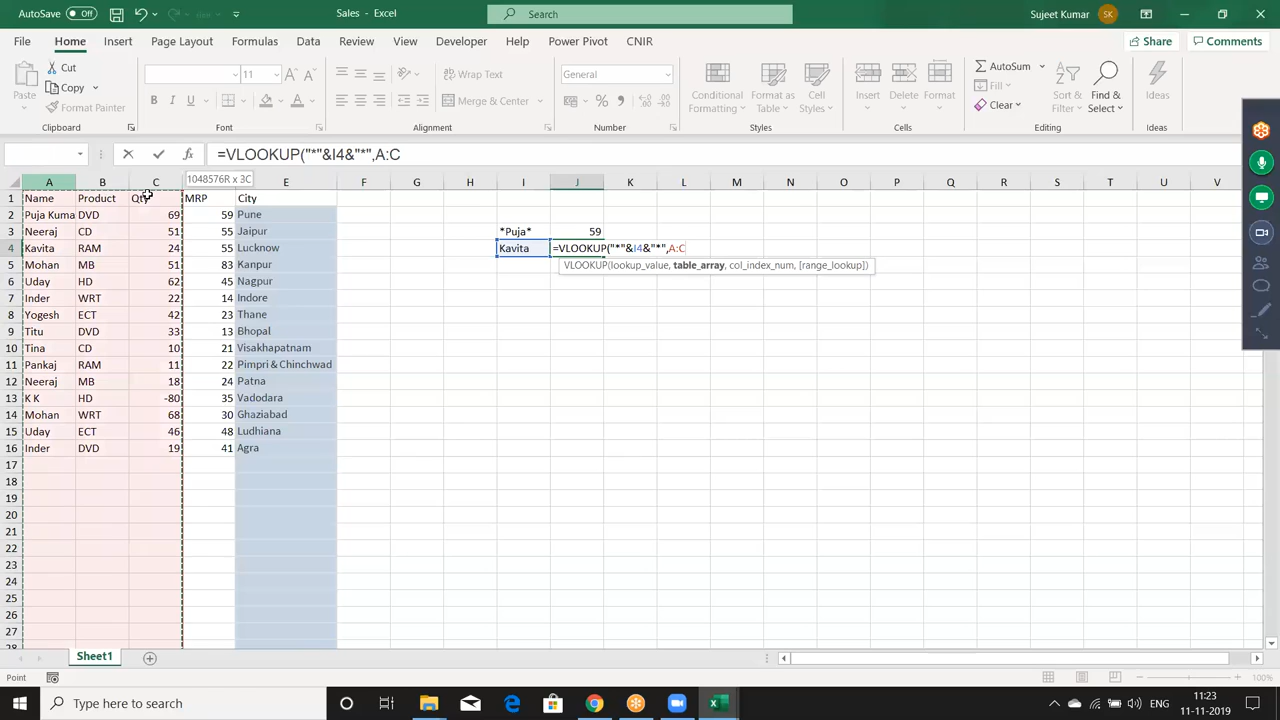 AutoSave Off
Sales - Excel
Search
Sujeet Kumar SK
File Home Insert Page Layout Formulas Data Review View Developer Help Power Pivot CNIR
Share Comments
Paste
Cut
Copy
Format Painter
Clipboard
11
Font
Wrap Text
Merge & Center
Alignment
General
Number
Conditional Formatting
Format as Table
Cell Styles
Styles
Insert Delete Format
Cells
AutoSum
Fill
Clear
Sort & Filter
Find & Select
Editing
Ideas
Ideas
=VLOOKUP("*"&I4&"*",A:C
1048576R x 3C
A B C E F G H I J K L M N O P Q R S T U V
1 Name Product Qty MRP City
2 Puja Kuma DVD 69 59 Pune
3 Neeraj CD 51 55 Jaipur *Puja* 59
4 Kavita RAM 24 55 Lucknow Kavita =VLOOKUP("*"&I4&"*",A:C
5 Mohan MB 51 83 Kanpur VLOOKUP(lookup_value, table_array, col_index_num, [range_lookup])
6 Uday HD 62 45 Nagpur
7 Inder WRT 22 14 Indore
8 Yogesh ECT 42 23 Thane
9 Titu DVD 33 13 Bhopal
10 Tina CD 10 21 Visakhapatnam
11 Pankaj RAM 11 22 Pimpri & Chinchwad
12 Neeraj MB 18 24 Patna
13 K K HD -80 35 Vadodara
14 Mohan WRT 68 30 Ghaziabad
15 Uday ECT 46 48 Ludhiana
16 Inder DVD 19 41 Agra
17
18
19
20
21
22
23
24
25
26
27
28
Sheet1
Point
100%
Type here to search
ENG
11:23
11-11-2019